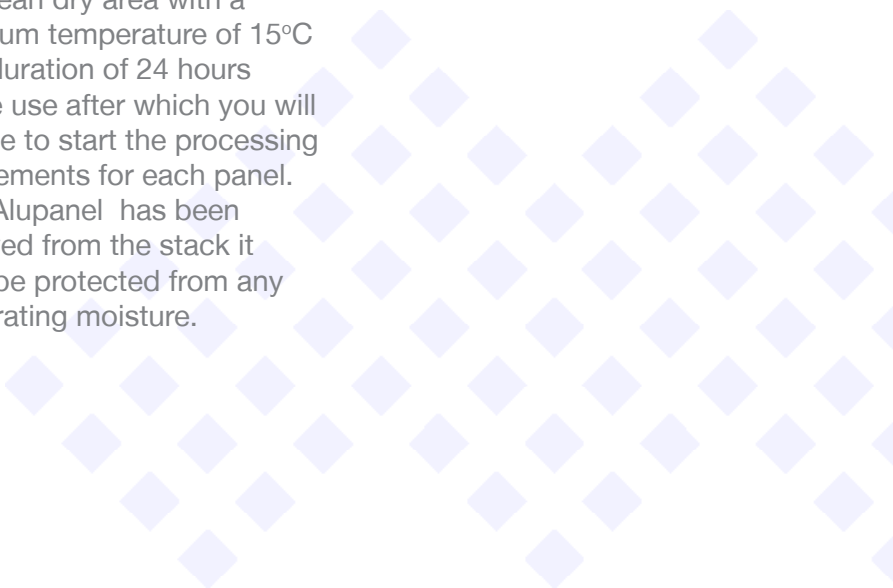 ean dry area with a
um temperature of 15°C
duration of 24 hours
e use after which you will
e to start the processing
ements for each panel.
Alupanel has been
ed from the stack it
be protected from any
rating moisture.